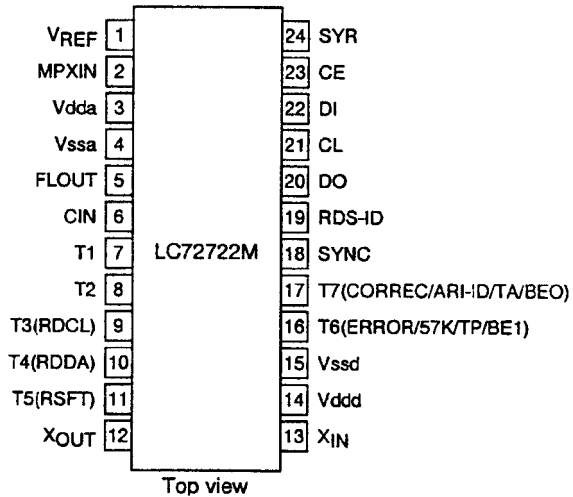 VREF 1 24 SYR
MPXIN 2 23 CE
Vdda 3 22 DI
Vssa 4 21 CL
FLOUT 5 20 DO
CIN 6 19 RDS-ID
T1 7 LC72722M 18 SYNC
T2 8 17 T7(CORREC/ARI-ID/TA/BEO)
T3(RDCL) 9 16 T6(ERROR/57K/TP/BE1)
T4(RDDA) 10 15 Vssd
T5(RSFT) 11 14 Vddd
XOUT 12 13 XIN
Top view